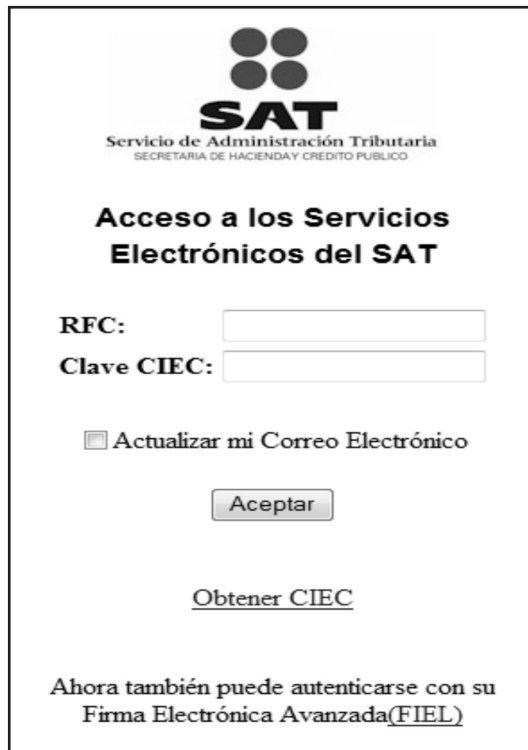 SAT
Servicio de Administración Tributaria
SECRETARIA DE HACIENDA Y CREDITO PUBLICO
Acceso a los Servicios
Electrónicos del SAT
RFC:
Clave CIEC:
Actualizar mi Correo Electrónico
Aceptar
Obtener CIEC
Ahora también puede autenticarse con su
Firma Electrónica Avanzada(FIEL)